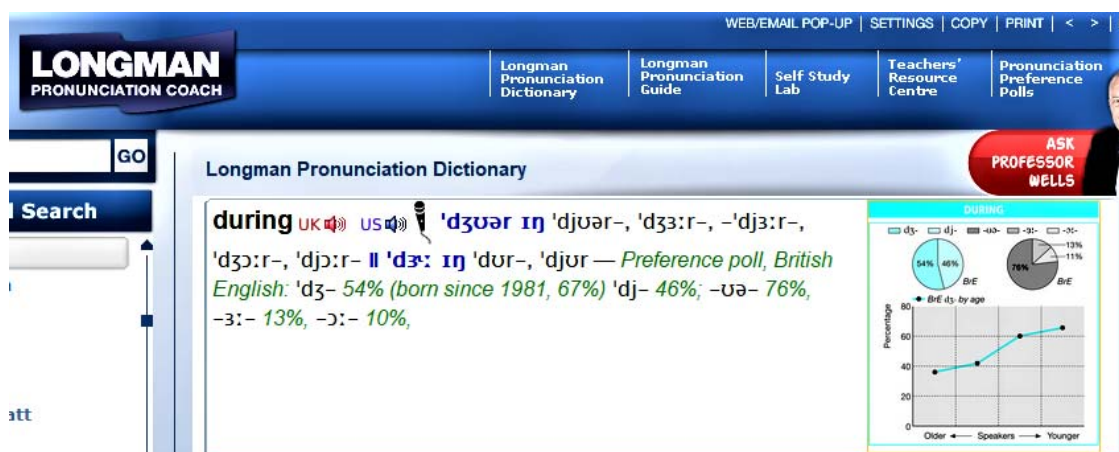 WEB/EMAIL POP-UP | SETTINGS | COPY | PRINT | < > |
LONGMAN
PRONUNCIATION COACH
Longman
Pronunciation
Dictionary
Longman
Pronunciation
Guide
Self Study
Lab
Teachers'
Resource
Centre
Pronunciation
Preference
Polls
GO
ASK
PROFESSOR
WELLS
Longman Pronunciation Dictionary
Search
during UK US ˈdʒʊər ɪŋ ˈdjʊər–, ˈdʒɜːr–, –ˈdjɜːr–,
ˈdʒɔːr–, ˈdjɔːr– ǁ ˈdɝː ɪŋ ˈdʊr–, ˈdjʊr — Preference poll, British
English: ˈdʒ– 54% (born since 1981, 67%) ˈdj– 46%; –ʊə– 76%,
–ɜː– 13%, –ɔː– 10%,
att
DURING
dʒ- dj- -ʊə- -ɜː- -ɔː-
13%
11%
54% 46%
76%
BrE
BrE
BrE dʒ- by age
Percentage
80
60
40
20
0
Older Speakers Younger